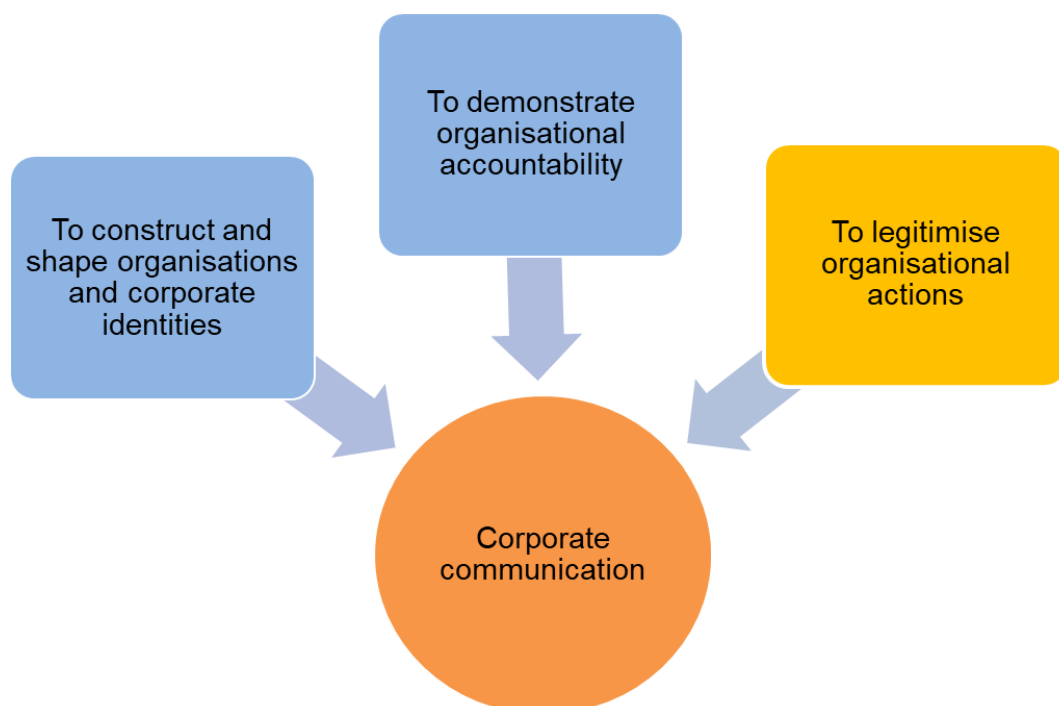 To construct and
shape organisations
and corporate
identities
To demonstrate
organisational
accountability
To legitimise
organisational
actions
Corporate
communication